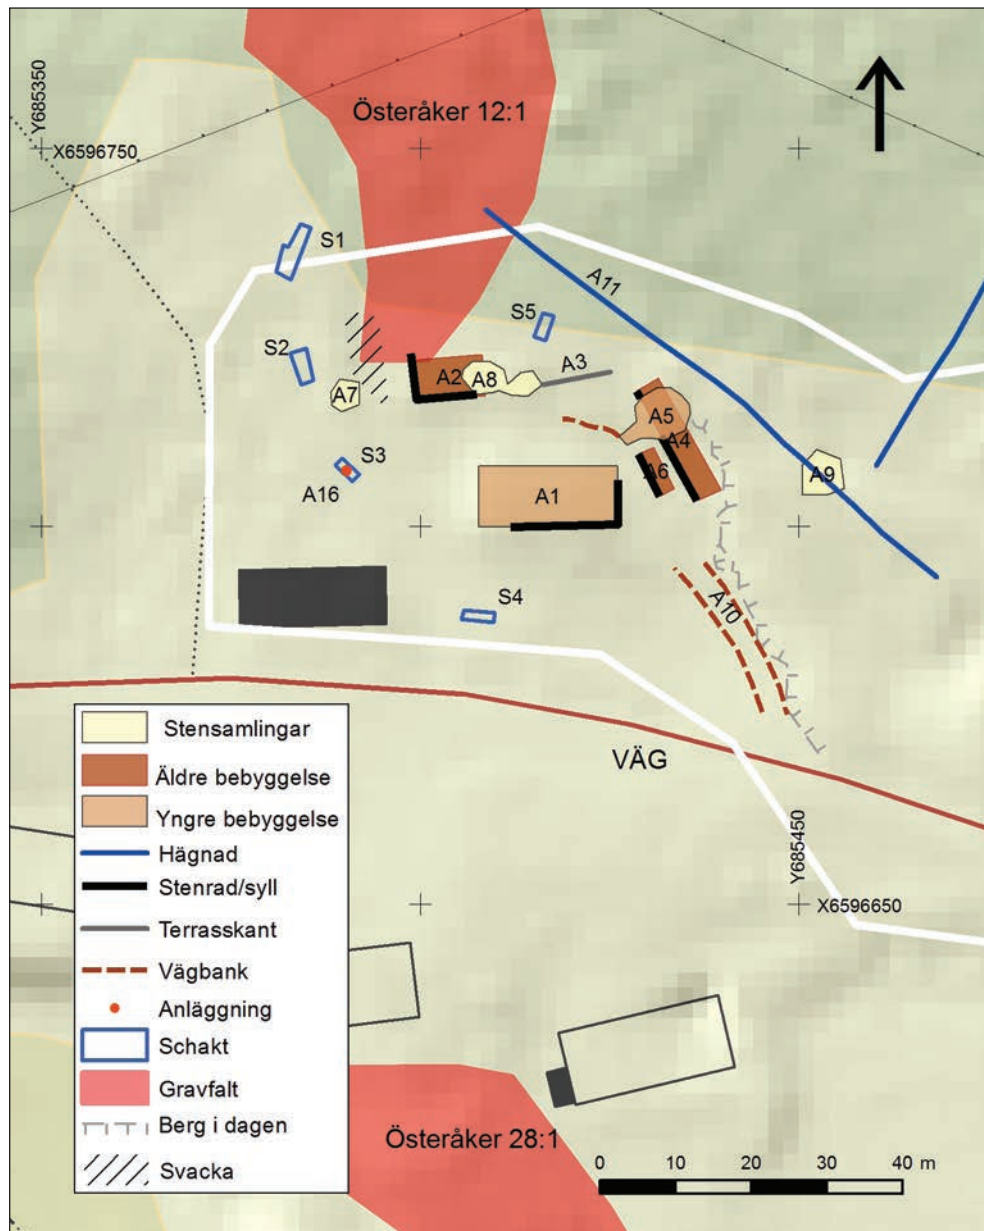 Österåker 12:1
Y685350
X6596750
S1
A11
S5
S2
A3
A2
A8
A7
A5
A4
S3
A6
A9
A16
A1
S4
A10
VÄG
Stensamlingar
Äldre bebyggelse
Yngre bebyggelse
Hägnad
Stenrad/syll
Terrasskant
Vägbank
Anläggning
Schakt
Gravfalt
Berg i dagen
Svacka
Y685450
X6596650
Österåker 28:1
0 10 20 30 40 m